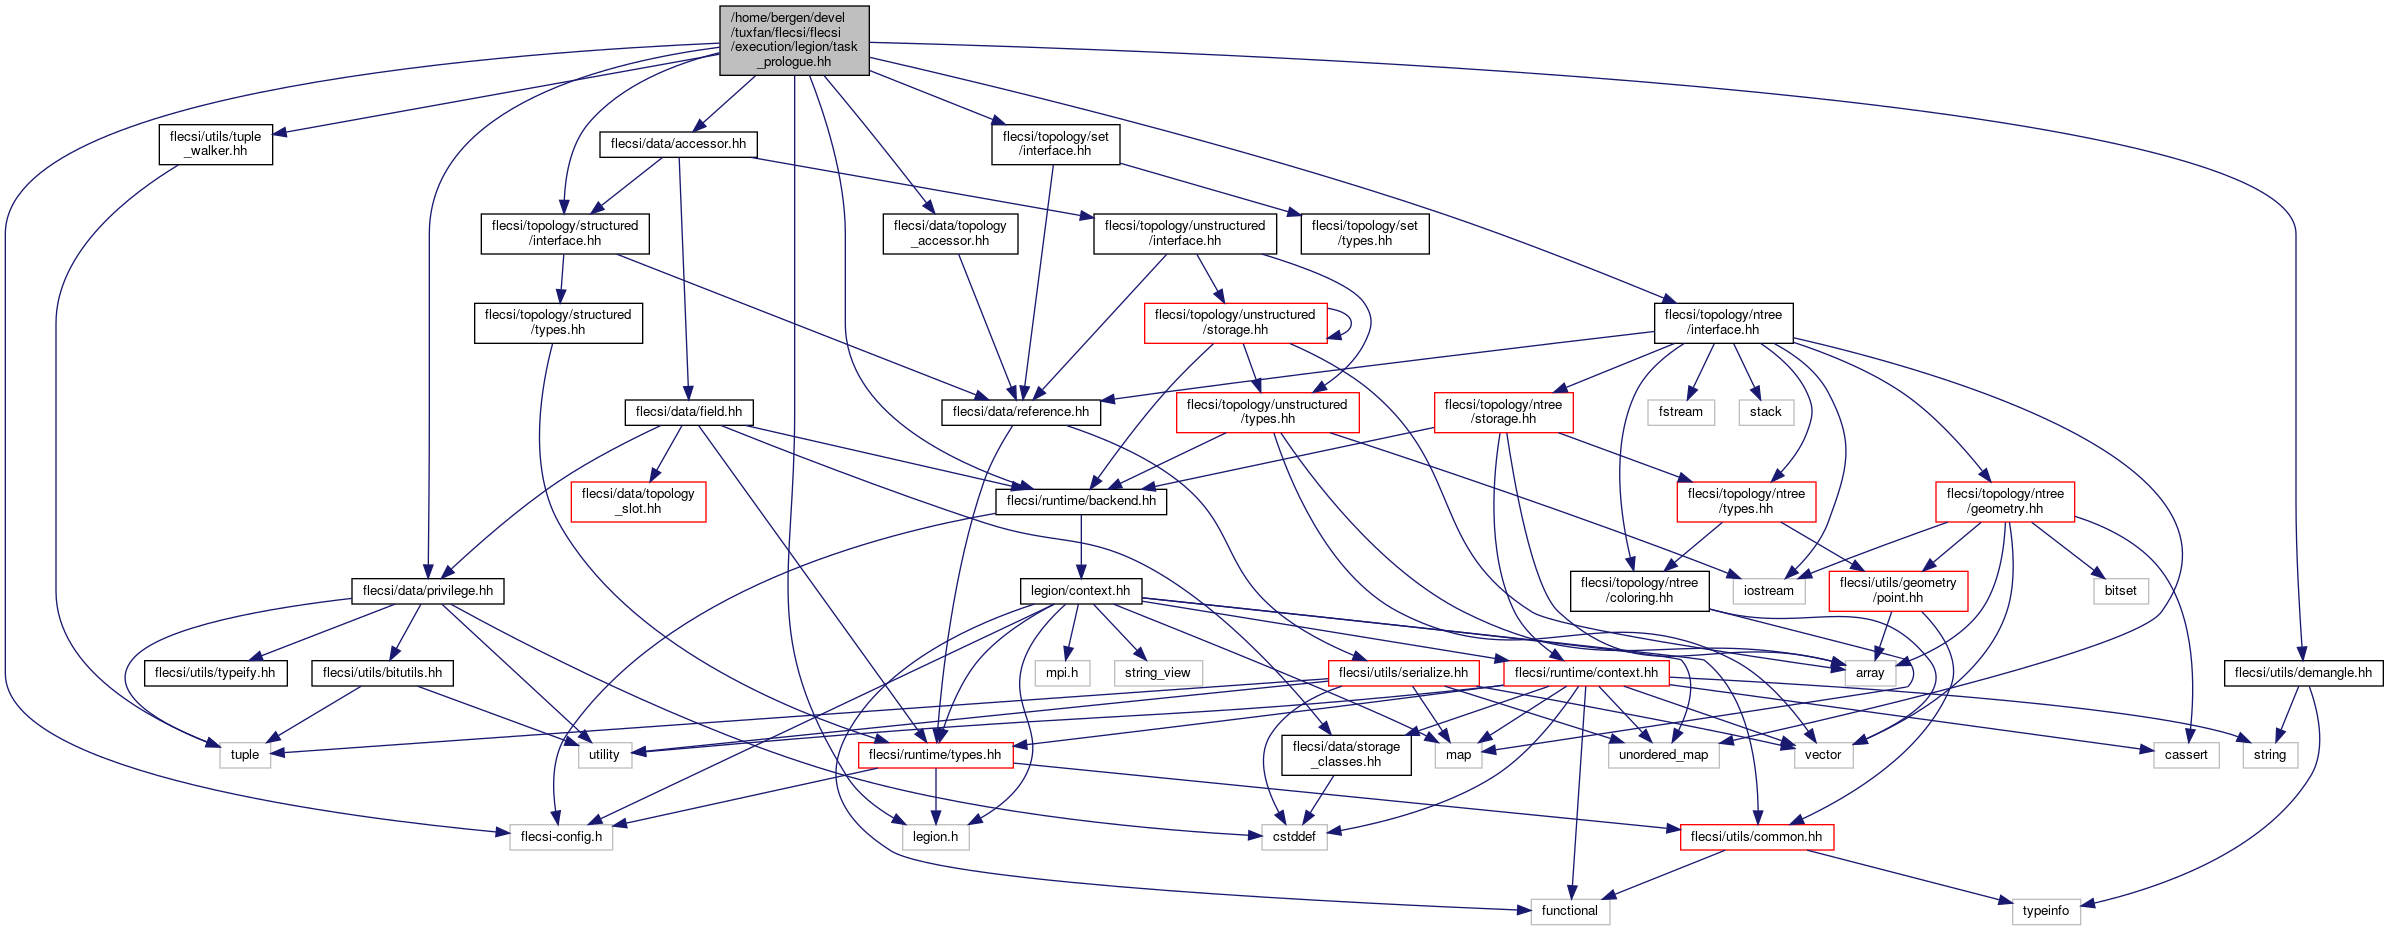 /home/bergen/devel
/tuxfan/flecsi/flecsi
/execution/legion/task
_prologue.hh
flecsi/utils/tuple
_walker.hh
flecsi/data/accessor.hh
flecsi/topology/set
/interface.hh
flecsi/topology/structured
/interface.hh
flecsi/data/topology
_accessor.hh
flecsi/topology/unstructured
/interface.hh
flecsi/topology/set
/types.hh
flecsi/topology/structured
/types.hh
flecsi/topology/unstructured
/storage.hh
flecsi/topology/ntree
/interface.hh
flecsi/data/field.hh
flecsi/data/reference.hh
flecsi/topology/unstructured
/types.hh
flecsi/topology/ntree
/storage.hh
fstream
stack
flecsi/data/topology
_slot.hh
flecsi/runtime/backend.hh
flecsi/topology/ntree
/types.hh
flecsi/topology/ntree
/geometry.hh
flecsi/data/privilege.hh
legion/context.hh
flecsi/topology/ntree
/coloring.hh
iostream
flecsi/utils/geometry
/point.hh
bitset
flecsi/utils/typeify.hh
flecsi/utils/bitutils.hh
mpi.h
string_view
flecsi/utils/serialize.hh
flecsi/runtime/context.hh
array
flecsi/utils/demangle.hh
tuple
utility
flecsi/runtime/types.hh
flecsi/data/storage
_classes.hh
map
unordered_map
vector
cassert
string
flecsi-config.h
legion.h
cstddef
flecsi/utils/common.hh
functional
typeinfo